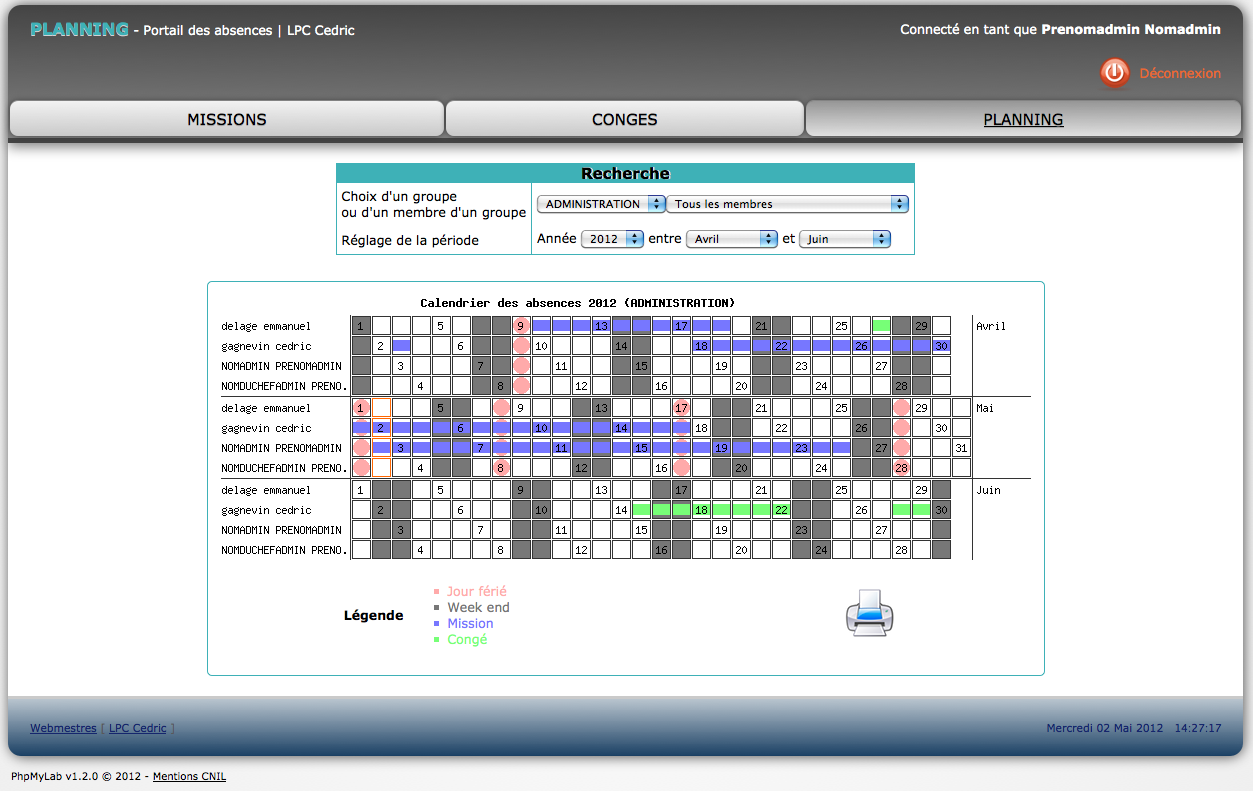 PLANNING - Portail des absences | LPC Cedric
Connecté en tant que Prenomadmin Nomadmin
Déconnexion
MISSIONS CONGES PLANNING
Recherche
Choix d'un groupe
ou d'un membre d'un groupe
ADMINISTRATION Tous les membres
Réglage de la période Année 2012 entre Avril et Juin
Calendrier des absences 2012 (ADMINISTRATION)
delage emmanuel 1 5 9 13 17 21 25 29 Avril
gagnevin cedric 2 6 10 14 18 22 26 30
NOMADMIN PRENOMADMIN 3 7 11 15 19 23 27
NOMDUCHEFADMIN PRENO. 4 8 12 16 20 24 28
delage emmanuel 1 5 9 13 17 21 25 29 Mai
gagnevin cedric 2 6 10 14 18 22 26 30
NOMADMIN PRENOMADMIN 3 7 11 15 19 23 27 31
NOMDUCHEFADMIN PRENO. 4 8 12 16 20 24 28
delage emmanuel 1 5 9 13 17 21 25 29 Juin
gagnevin cedric 2 6 10 14 18 22 26 30
NOMADMIN PRENOMADMIN 3 7 11 15 19 23 27
NOMDUCHEFADMIN PRENO. 4 8 12 16 20 24 28
Légende
Jour férié
Week end
Mission
Congé
Webmestres [ LPC Cedric ]
Mercredi 02 Mai 2012 14:27:17
PhpMyLab v1.2.0 © 2012 - Mentions CNIL